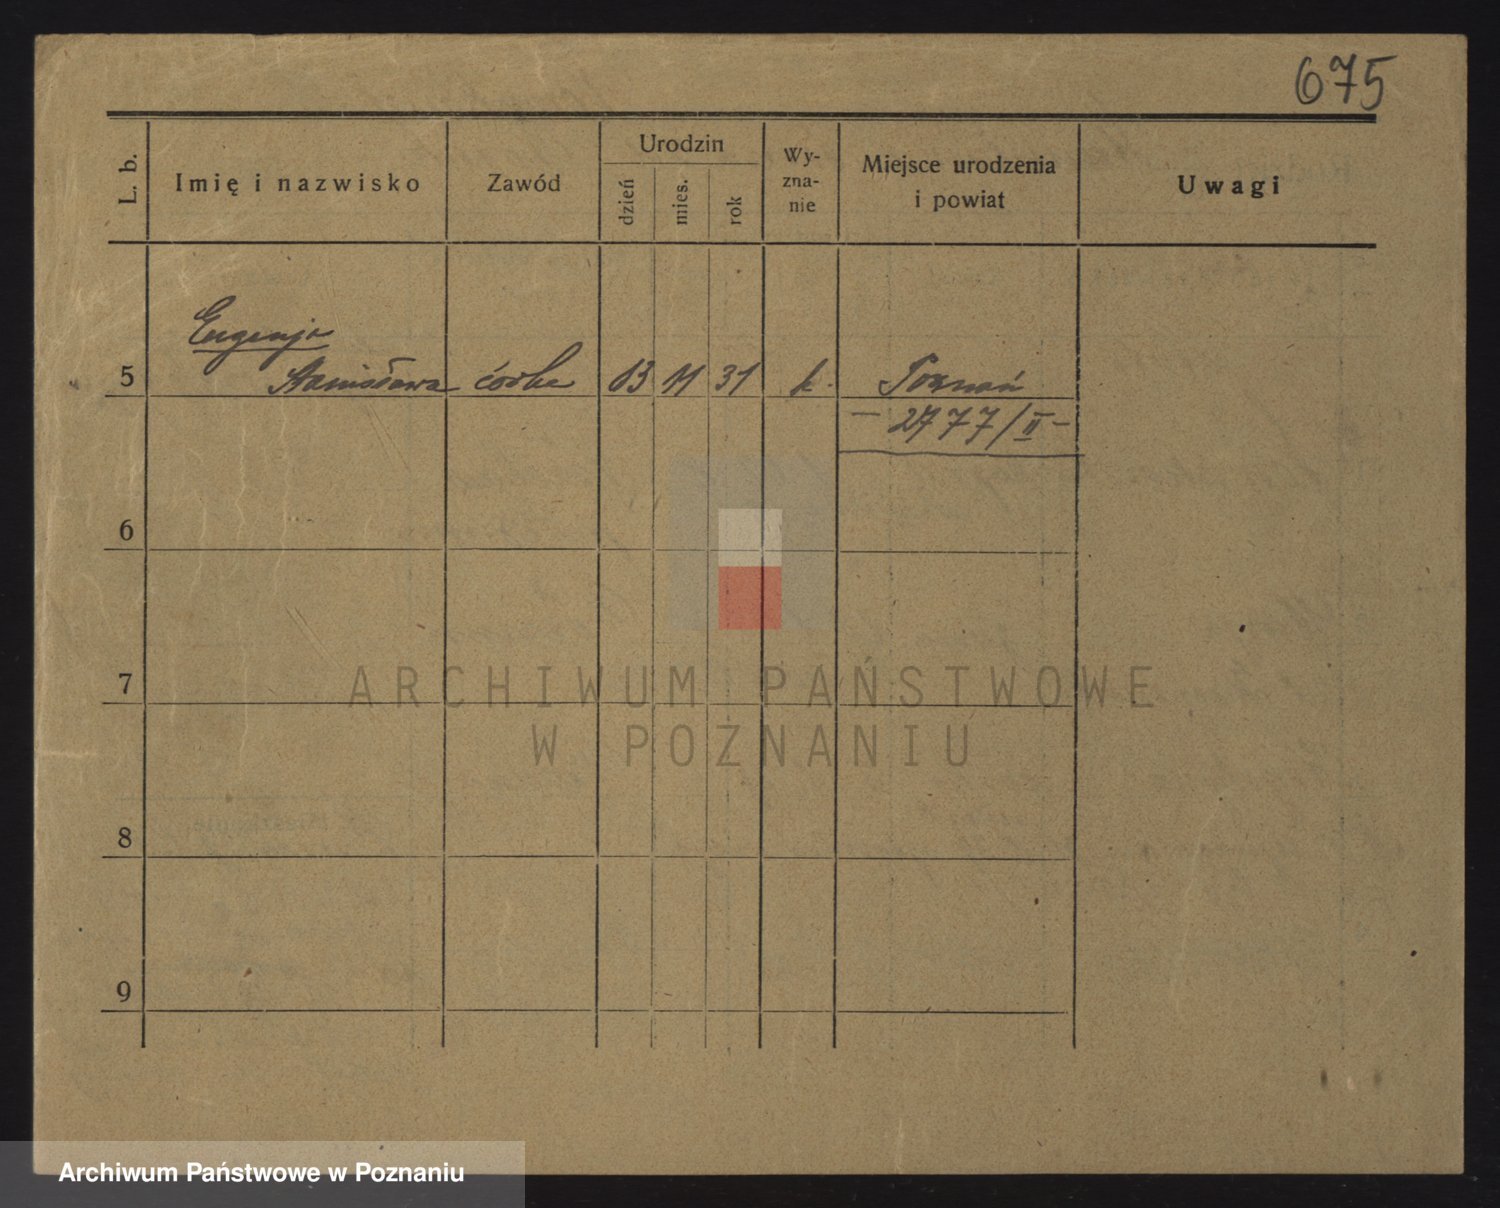 675
L. b.
Imię i nazwisko
Zawód
Urodzin
dzień
mies.
rok
Wy-
zna-
nie
Miejsce urodzenia
i powiat
Uwagi
Eugenja
5 Stanisława córka 13 11 31 k. Poznań
- 2777/II -
6
7
8
9
ARCHIWUM PAŃSTWOWE
W POZNANIU
Archiwum Państwowe w Poznaniu